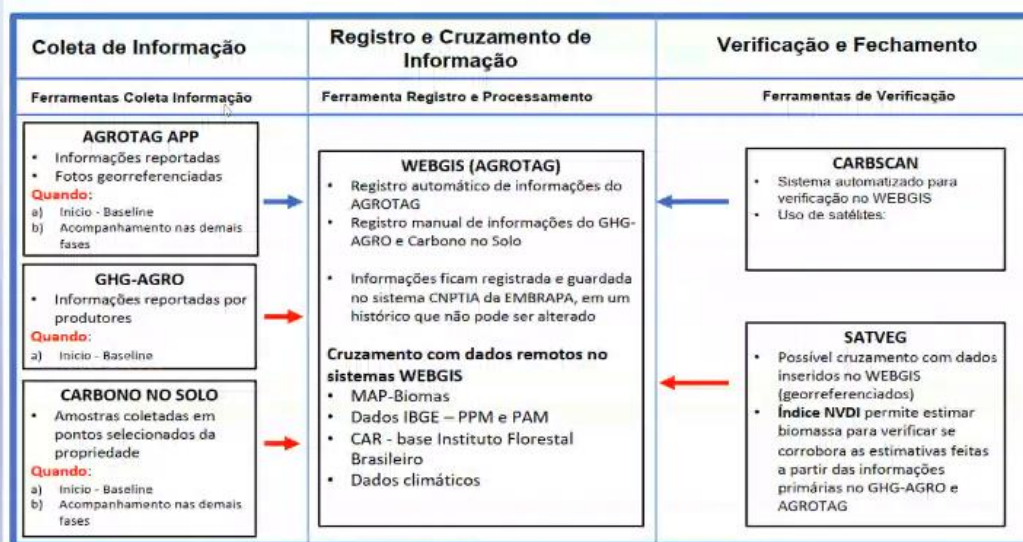 Coleta de Informação
Registro e Cruzamento de
Informação
Verificação e Fechamento
Ferramentas Coleta Informação
Ferramenta Registro e Processamento
Ferramentas de Verificação
AGROTAG APP
• Informações reportadas
• Fotos georreferenciadas
Quando:
a) Inicio - Baseline
b) Acompanhamento nas demais
fases
GHG-AGRO
• Informações reportadas por
produtores
Quando:
a) Inicio - Baseline
CARBONO NO SOLO
• Amostras coletadas em
pontos selecionados da
propriedade
Quando:
a) Inicio - Baseline
b) Acompanhamento nas demais
fases
WEBGIS (AGROTAG)
• Registro automático de informações do
AGROTAG
• Registro manual de informações do GHG-
AGRO e Carbono no Solo
• Informações ficam registrada e guardada
no sistema CNPTIA da EMBRAPA, em um
histórico que não pode ser alterado
Cruzamento com dados remotos no
sistemas WEBGIS
• MAP-Biomas
• Dados IBGE – PPM e PAM
• CAR - base Instituto Florestal
Brasileiro
• Dados climáticos
CARBSCAN
• Sistema automatizado para
verificação no WEBGIS
• Uso de satélites:
SATVEG
• Possível cruzamento com dados
inseridos no WEBGIS
(georreferenciados)
• Índice NVDI permite estimar
biomassa para verificar se
corrobora as estimativas feitas
a partir das informações
primárias no GHG-AGRO e
AGROTAG